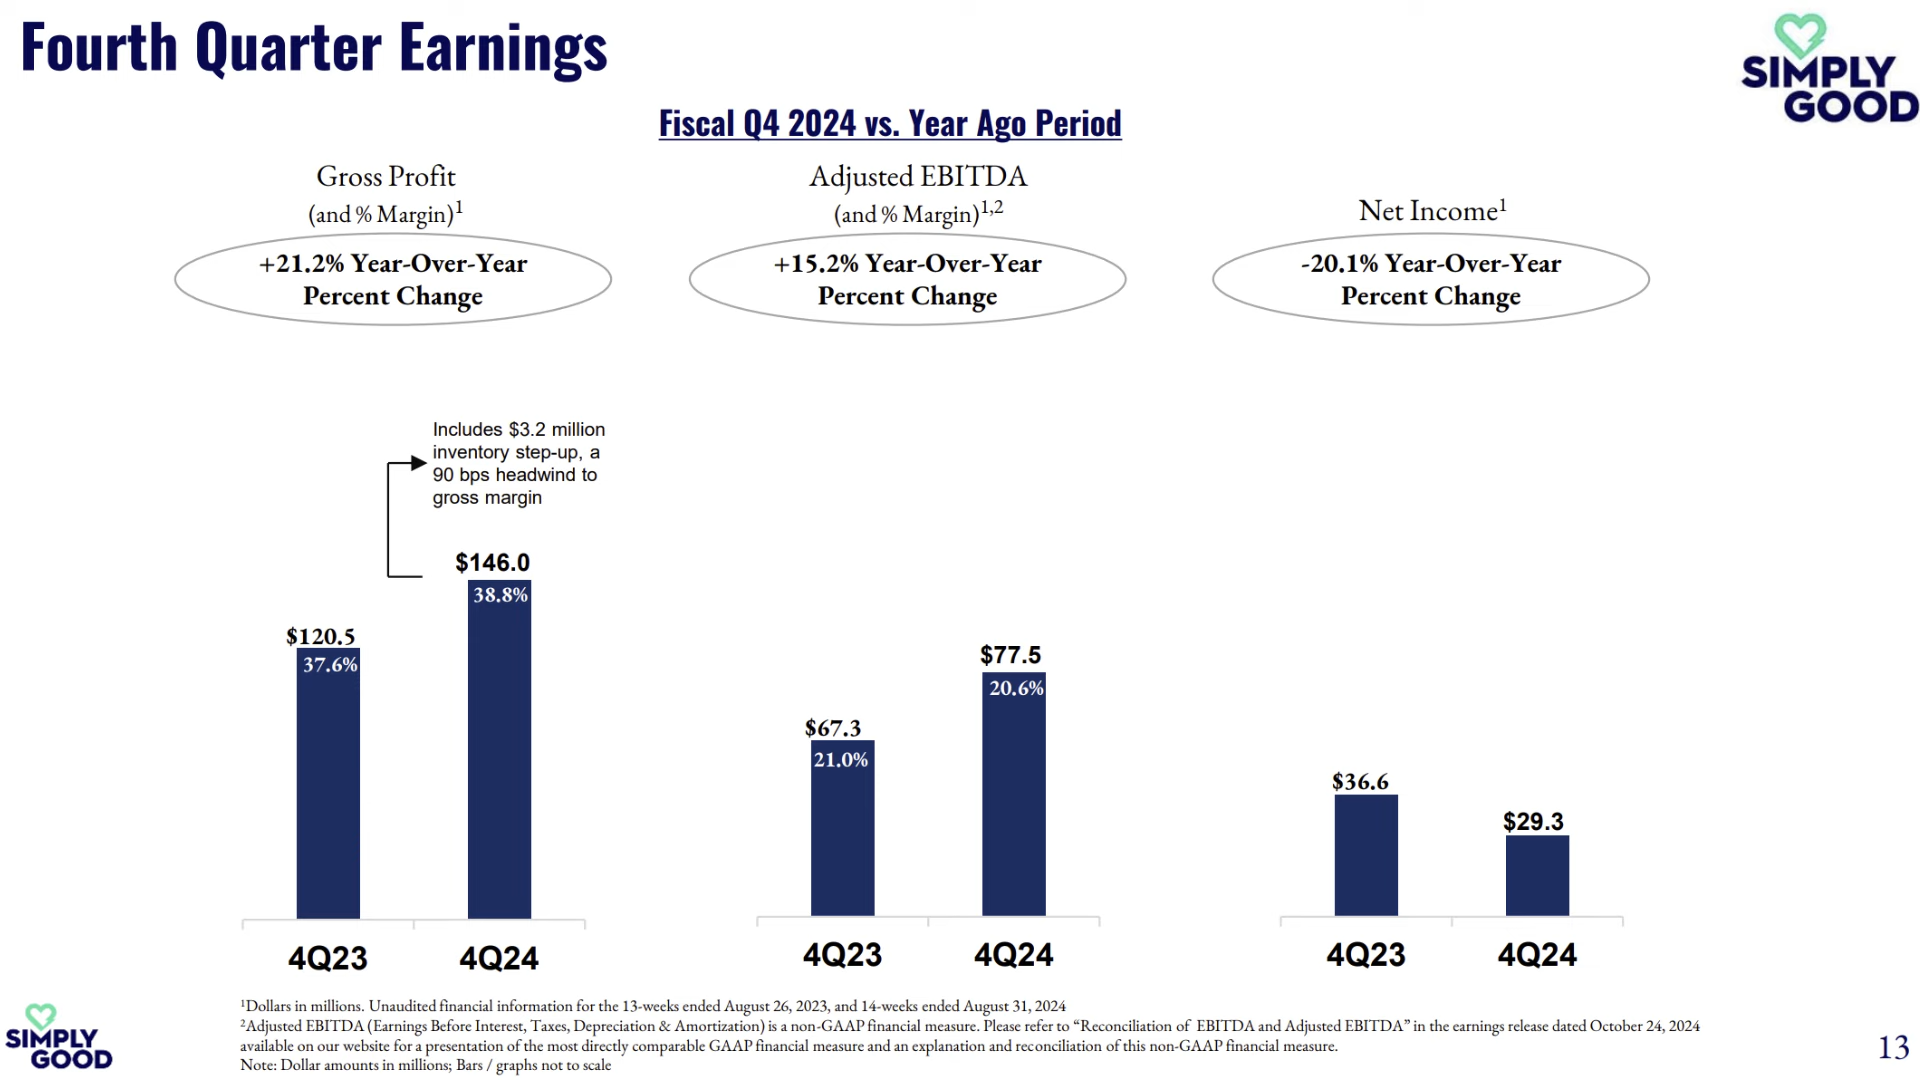 Fourth Quarter Earnings
SIMPLY
GOOD
Fiscal Q4 2024 vs. Year Ago Period
Gross Profit
(and % Margin)¹
+21.2% Year-Over-Year
Percent Change
Adjusted EBITDA
(and % Margin)¹,²
+15.2% Year-Over-Year
Percent Change
Net Income¹
-20.1% Year-Over-Year
Percent Change
Includes $3.2 million
inventory step-up, a
90 bps headwind to
gross margin
$120.5
37.6%
$146.0
38.8%
4Q23
4Q24
$67.3
21.0%
$77.5
20.6%
4Q23
4Q24
$36.6
$29.3
4Q23
4Q24
¹Dollars in millions. Unaudited financial information for the 13-weeks ended August 26, 2023, and 14-weeks ended August 31, 2024
²Adjusted EBITDA (Earnings Before Interest, Taxes, Depreciation & Amortization) is a non-GAAP financial measure. Please refer to “Reconciliation of EBITDA and Adjusted EBITDA” in the earnings release dated October 24, 2024
available on our website for a presentation of the most directly comparable GAAP financial measure and an explanation and reconciliation of this non-GAAP financial measure.
Note: Dollar amounts in millions; Bars / graphs not to scale
SIMPLY
GOOD
13